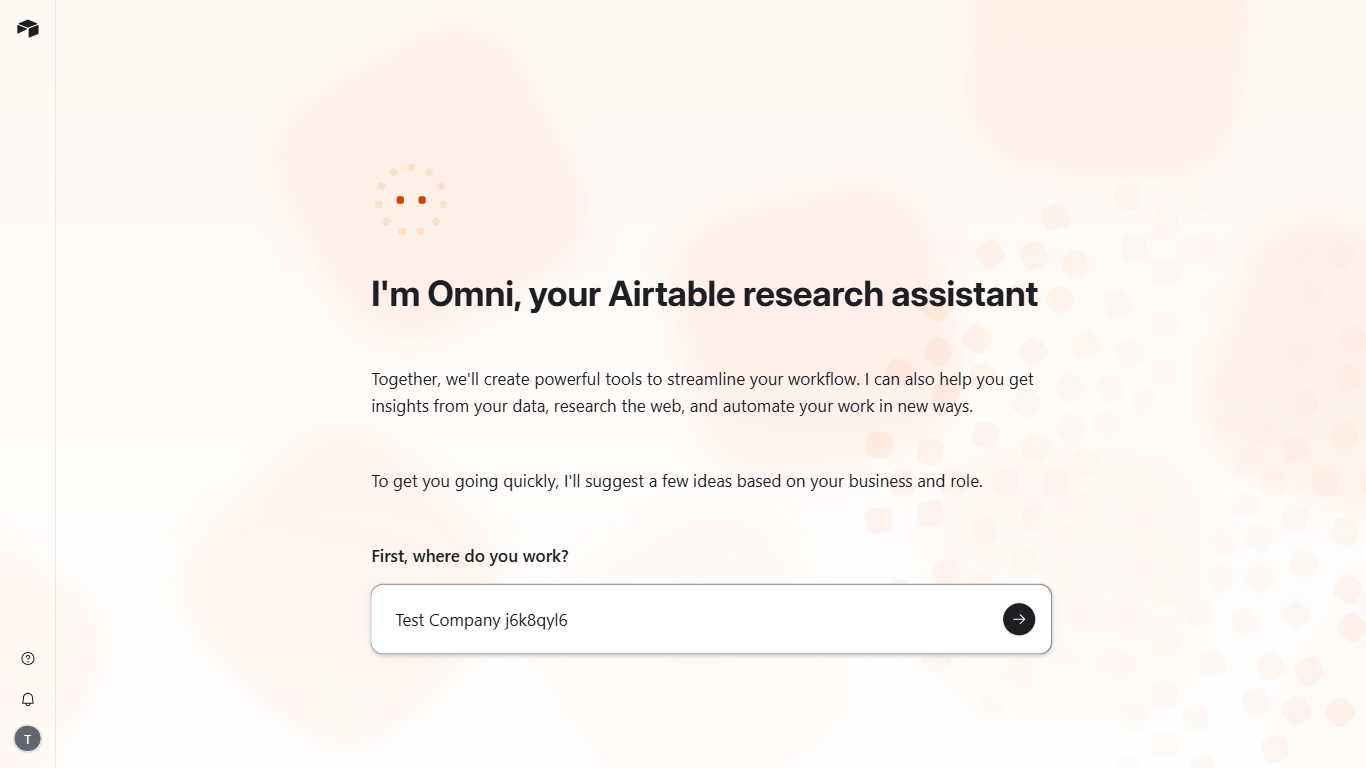 I'm Omni, your Airtable research assistant
Together, we'll create powerful tools to streamline your workflow. I can also help you get
insights from your data, research the web, and automate your work in new ways.
To get you going quickly, I'll suggest a few ideas based on your business and role.
First, where do you work?
Test Company j6k8qyl6
T